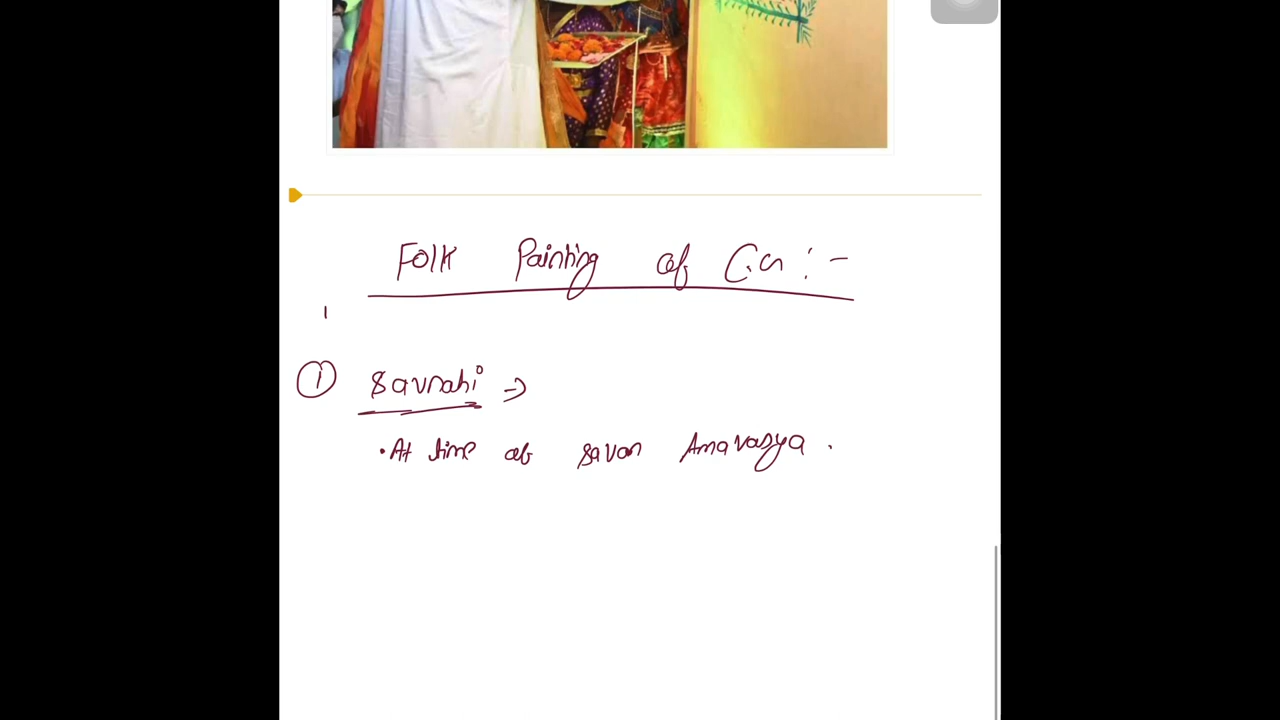 Folk Painting of C.G :-
① Savnahi ⇒
• At time of savan Amavasya .